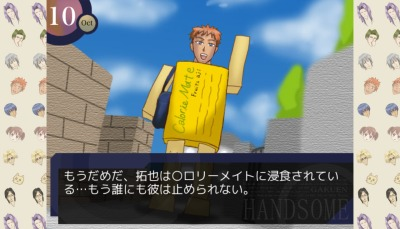 10
Oct
Calorie Mate
もうだめだ、拓也は〇ロリーメイトに浸食されてい
る…もう誰にも彼は止められない。
GARDEN
HANDSOME